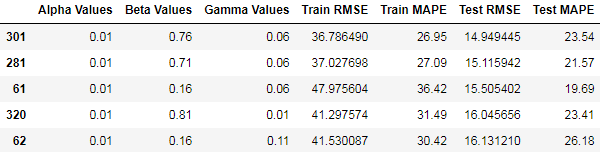 Alpha Values Beta Values Gamma Values Train RMSE Train MAPE Test RMSE Test MAPE
301 0.01 0.76 0.06 36.786490 26.95 14.949445 23.54
281 0.01 0.71 0.06 37.027698 27.09 15.115942 21.57
61 0.01 0.16 0.06 47.975604 36.42 15.505402 19.69
320 0.01 0.81 0.01 41.297574 31.49 16.045656 23.41
62 0.01 0.16 0.11 41.530087 30.42 16.131210 26.18